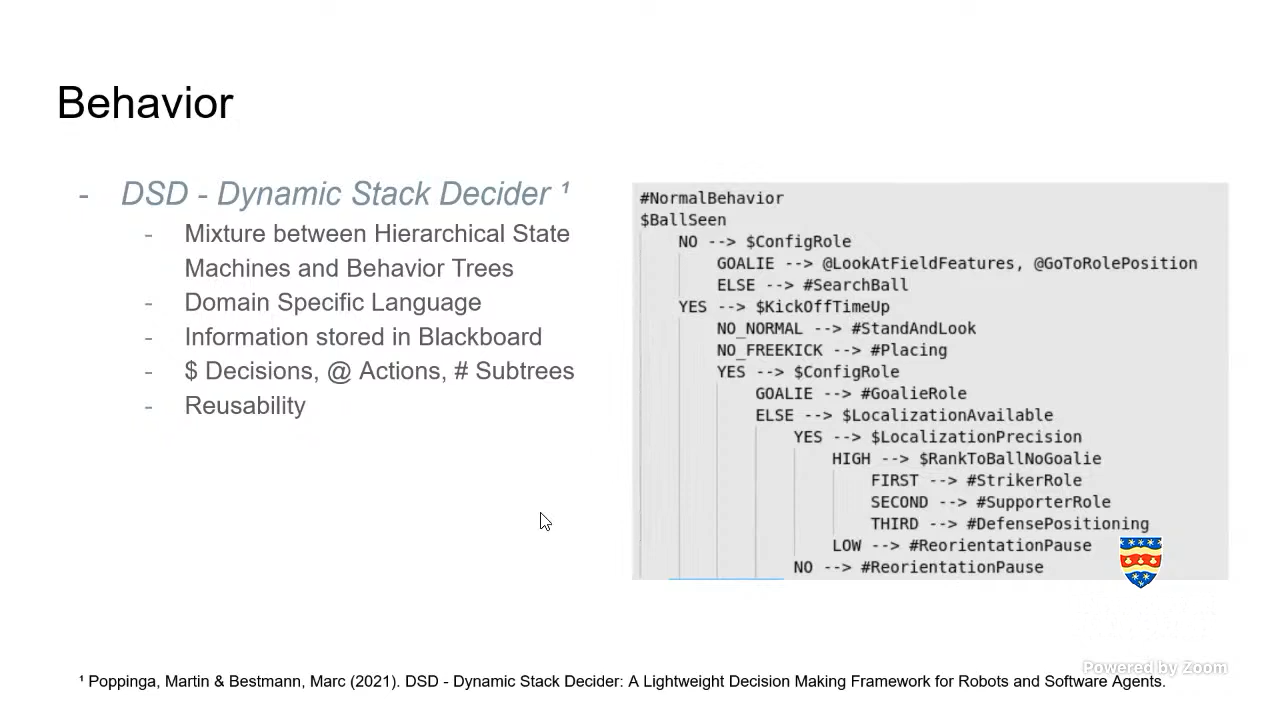 Behavior
- DSD - Dynamic Stack Decider ¹
- Mixture between Hierarchical State
Machines and Behavior Trees
- Domain Specific Language
- Information stored in Blackboard
- $ Decisions, @ Actions, # Subtrees
- Reusability
#NormalBehavior
$BallSeen
NO --> $ConfigRole
GOALIE --> @LookAtFieldFeatures, @GoToRolePosition
ELSE --> #SearchBall
YES --> $KickOffTimeUp
NO_NORMAL --> #StandAndLook
NO_FREEKICK --> #Placing
YES --> $ConfigRole
GOALIE --> #GoalieRole
ELSE --> $LocalizationAvailable
YES --> $LocalizationPrecision
HIGH --> $RankToBallNoGoalie
FIRST --> #StrikerRole
SECOND --> #SupporterRole
THIRD --> #DefensePositioning
LOW --> #ReorientationPause
NO --> #ReorientationPause
Powered by Zoom
¹ Poppinga, Martin & Bestmann, Marc (2021). DSD - Dynamic Stack Decider: A Lightweight Decision Making Framework for Robots and Software Agents.